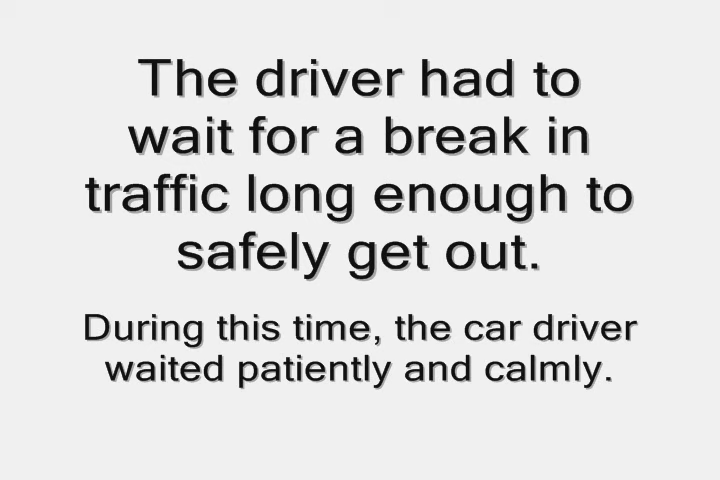 The driver had to
wait for a break in
traffic long enough to
safely get out.
During this time, the car driver
waited patiently and calmly.